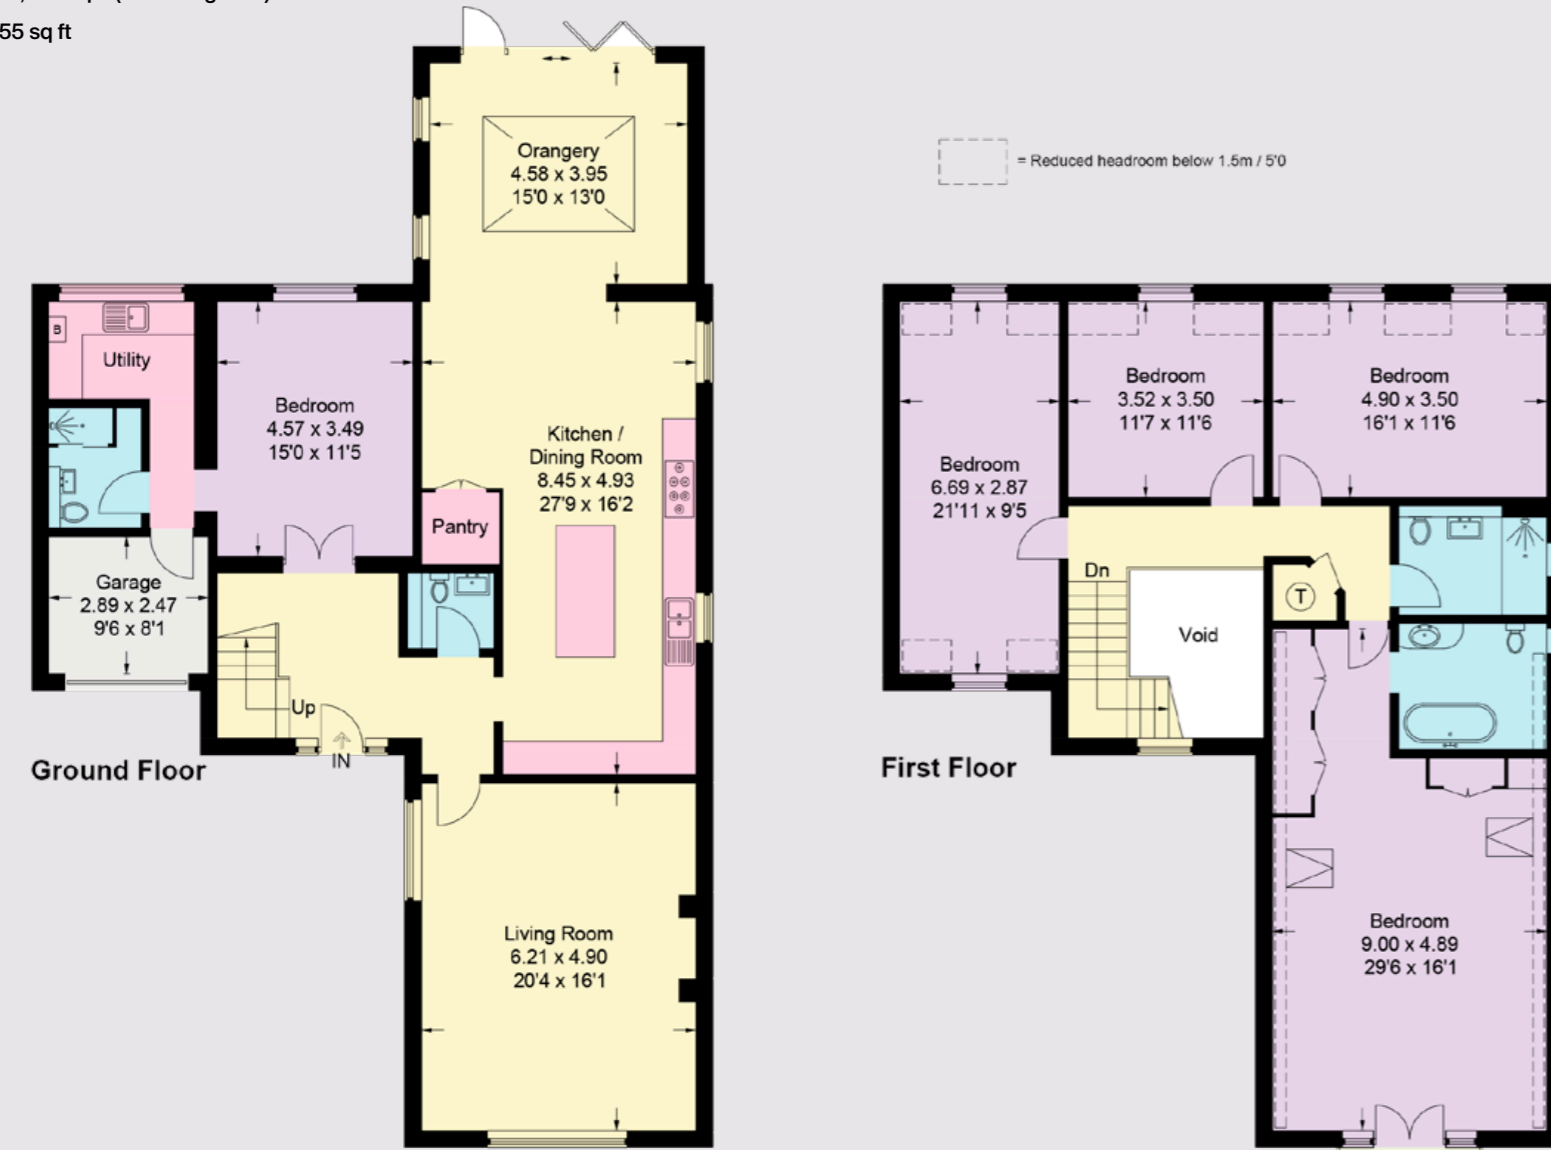 55 sq ft
Orangery
4.58 x 3.95
15'0 x 13'0
= Reduced headroom below 1.5m / 5'0
B
Utility
Bedroom
4.57 x 3.49
15'0 x 11'5
Kitchen /
Dining Room
8.45 x 4.93
27'9 x 16'2
Pantry
Garage
2.89 x 2.47
9'6 x 8'1
Up
IN
Ground Floor
Living Room
6.21 x 4.90
20'4 x 16'1
Bedroom
6.69 x 2.87
21'11 x 9'5
Bedroom
3.52 x 3.50
11'7 x 11'6
Bedroom
4.90 x 3.50
16'1 x 11'6
Dn
T
Void
First Floor
Bedroom
9.00 x 4.89
29'6 x 16'1